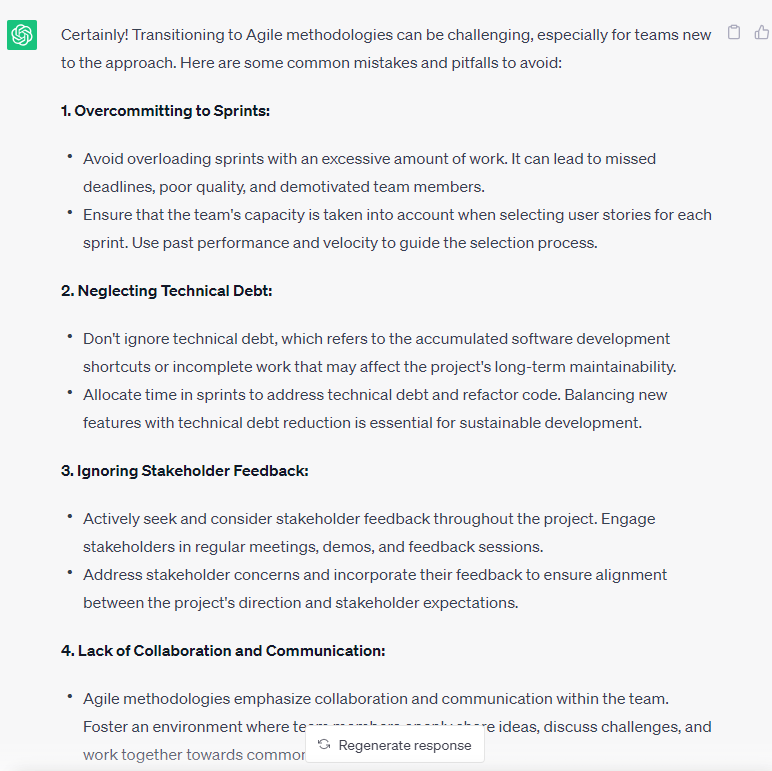 Certainly! Transitioning to Agile methodologies can be challenging, especially for teams new
to the approach. Here are some common mistakes and pitfalls to avoid:
1. Overcommitting to Sprints:
• Avoid overloading sprints with an excessive amount of work. It can lead to missed
deadlines, poor quality, and demotivated team members.
• Ensure that the team's capacity is taken into account when selecting user stories for each
sprint. Use past performance and velocity to guide the selection process.
2. Neglecting Technical Debt:
• Don't ignore technical debt, which refers to the accumulated software development
shortcuts or incomplete work that may affect the project's long-term maintainability.
• Allocate time in sprints to address technical debt and refactor code. Balancing new
features with technical debt reduction is essential for sustainable development.
3. Ignoring Stakeholder Feedback:
• Actively seek and consider stakeholder feedback throughout the project. Engage
stakeholders in regular meetings, demos, and feedback sessions.
• Address stakeholder concerns and incorporate their feedback to ensure alignment
between the project's direction and stakeholder expectations.
4. Lack of Collaboration and Communication:
• Agile methodologies emphasize collaboration and communication within the team.
Foster an environment where team members openly share ideas, discuss challenges, and
work together towards common
Regenerate response